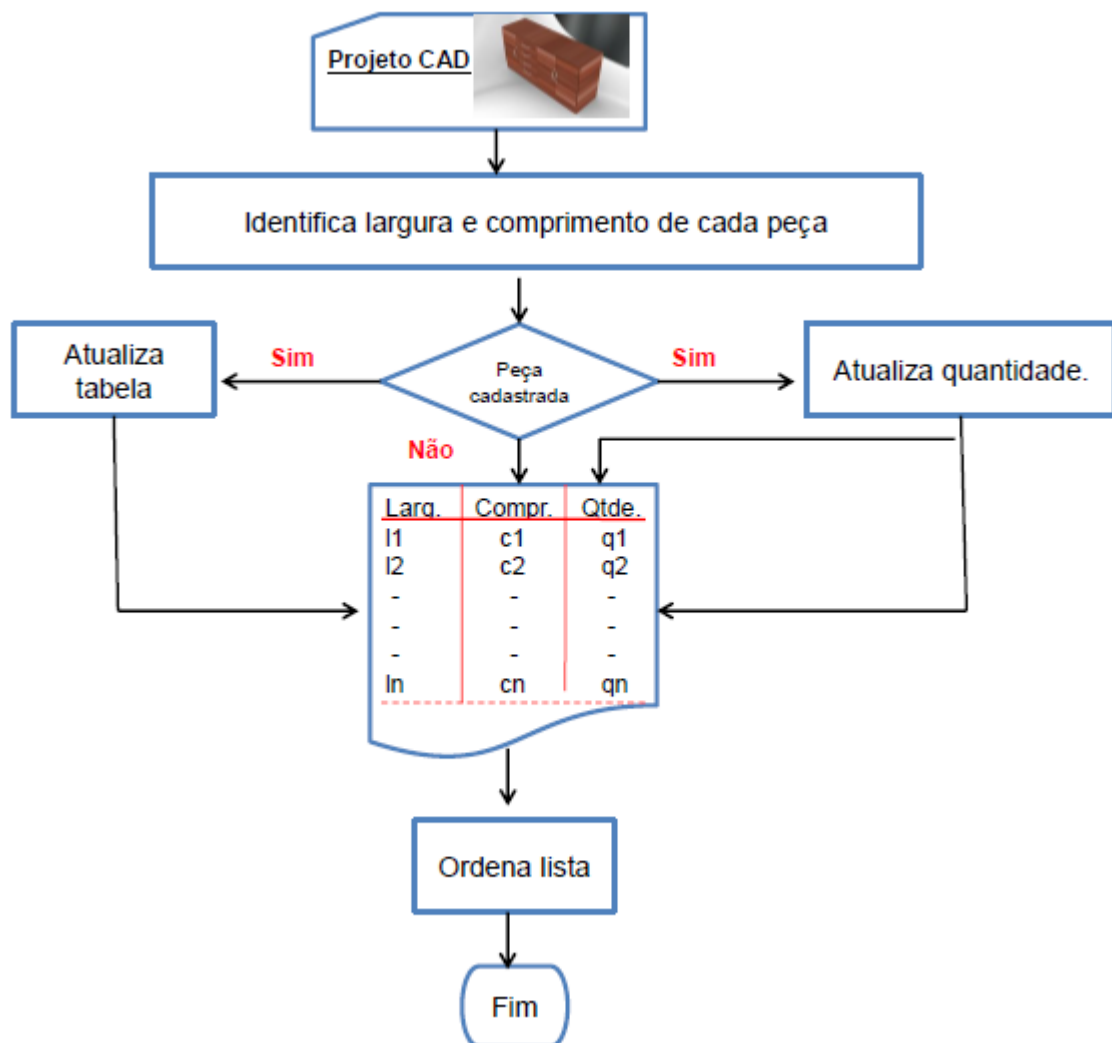 Projeto CAD
Identifica largura e comprimento de cada peça
Atualiza
tabela
Sim
Peça
cadastrada
Sim
Atualiza quantidade.
Não
Larg. Compr. Qtde.
l1 c1 q1
l2 c2 q2
- - -
- - -
- - -
ln cn qn
Ordena lista
Fim